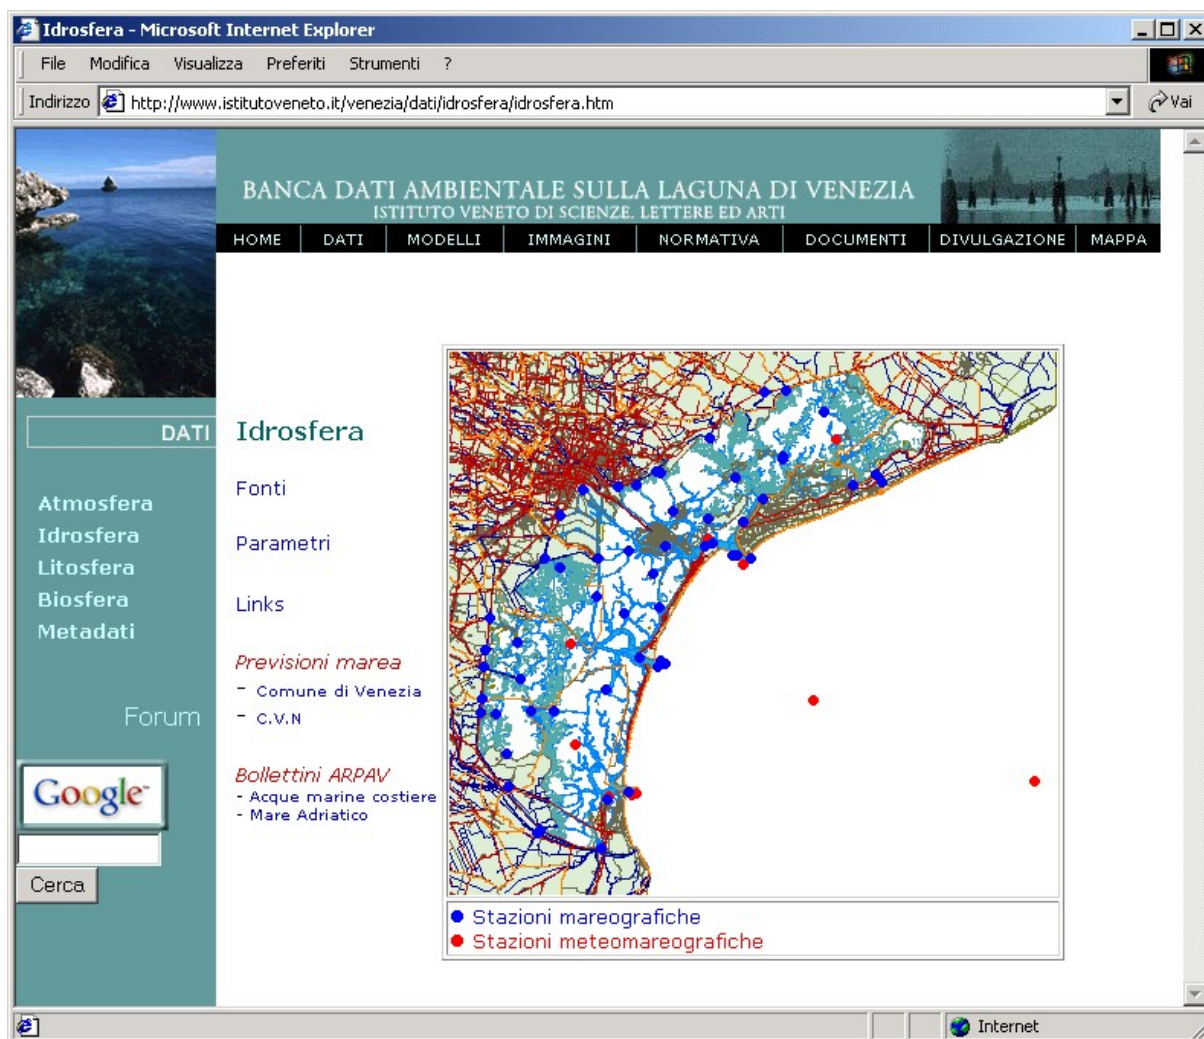 Idrosfera - Microsoft Internet Explorer
File Modifica Visualizza Preferiti Strumenti ?
Indirizzo http://www.istitutoveneto.it/venezia/dati/idrosfera/idrosfera.htm Vai
BANCA DATI AMBIENTALE SULLA LAGUNA DI VENEZIA
ISTITUTO VENETO DI SCIENZE, LETTERE ED ARTI
HOME DATI MODELLI IMMAGINI NORMATIVA DOCUMENTI DIVULGAZIONE MAPPA
DATI
Atmosfera
Idrosfera
Litosfera
Biosfera
Metadati
Forum
Google
Cerca
Idrosfera
Fonti
Parametri
Links
Previsioni marea
- Comune di Venezia
- C.V.N
Bollettini ARPAV
- Acque marine costiere
- Mare Adriatico
Stazioni mareografiche
Stazioni meteomareografiche
Internet